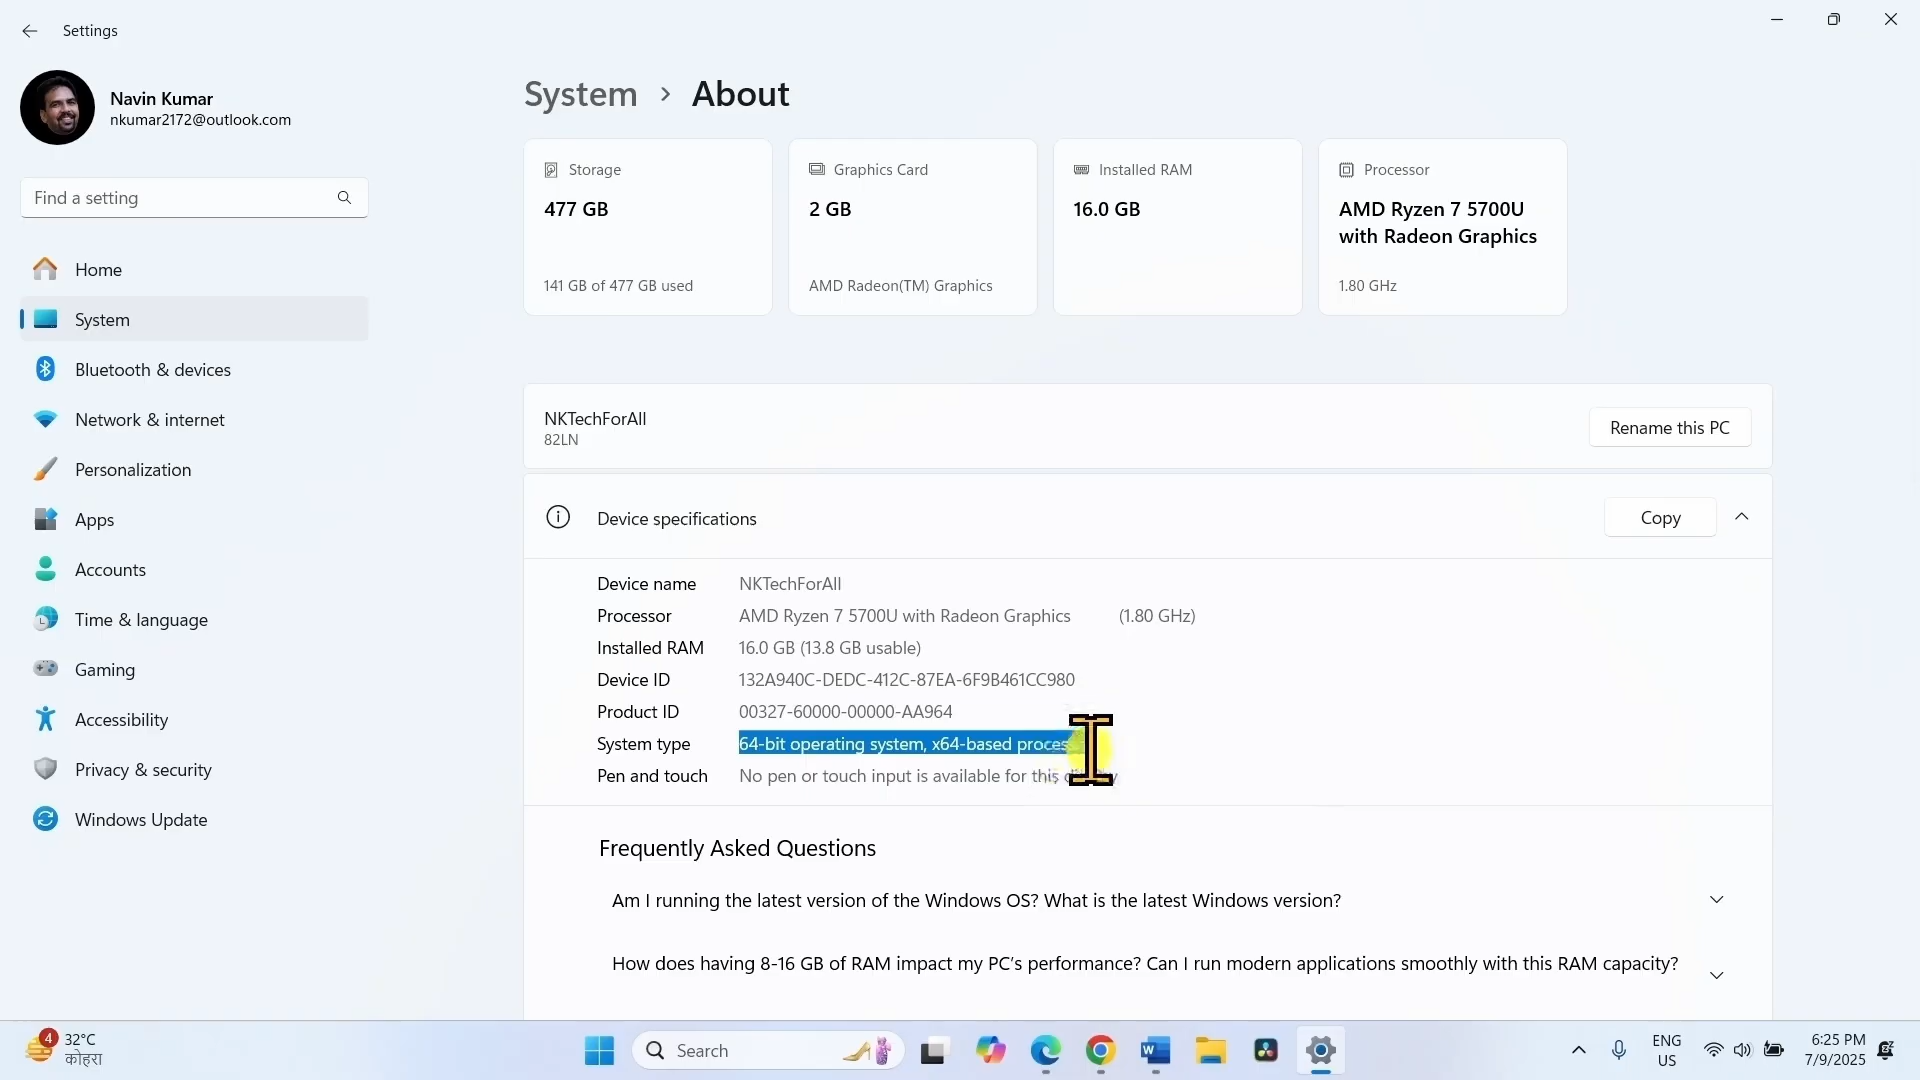 Settings
Navin Kumar
nkumar2172@outlook.com
Find a setting
Home
System
Bluetooth & devices
Network & internet
Personalization
Apps
Accounts
Time & language
Gaming
Accessibility
Privacy & security
Windows Update
System > About
Storage
477 GB
141 GB of 477 GB used
Graphics Card
2 GB
AMD Radeon(TM) Graphics
Installed RAM
16.0 GB
Processor
AMD Ryzen 7 5700U
with Radeon Graphics
1.80 GHz
NKTechForAll
82LN
Rename this PC
Device specifications
Copy
Device name NKTechForAll
Processor AMD Ryzen 7 5700U with Radeon Graphics (1.80 GHz)
Installed RAM 16.0 GB (13.8 GB usable)
Device ID 132A940C-DEDC-412C-87EA-6F9B461CC980
Product ID 00327-60000-00000-AA964
System type 64-bit operating system, x64-based
Pen and touch No pen or touch input is available for this
Frequently Asked Questions
Am I running the latest version of the Windows OS? What is the latest Windows version?
How does having 8-16 GB of RAM impact my PC's performance? Can I run modern applications smoothly with this RAM capacity?
4
32°C
कोहरा
Search
W
ENG
US
6:25 PM
7/9/2025